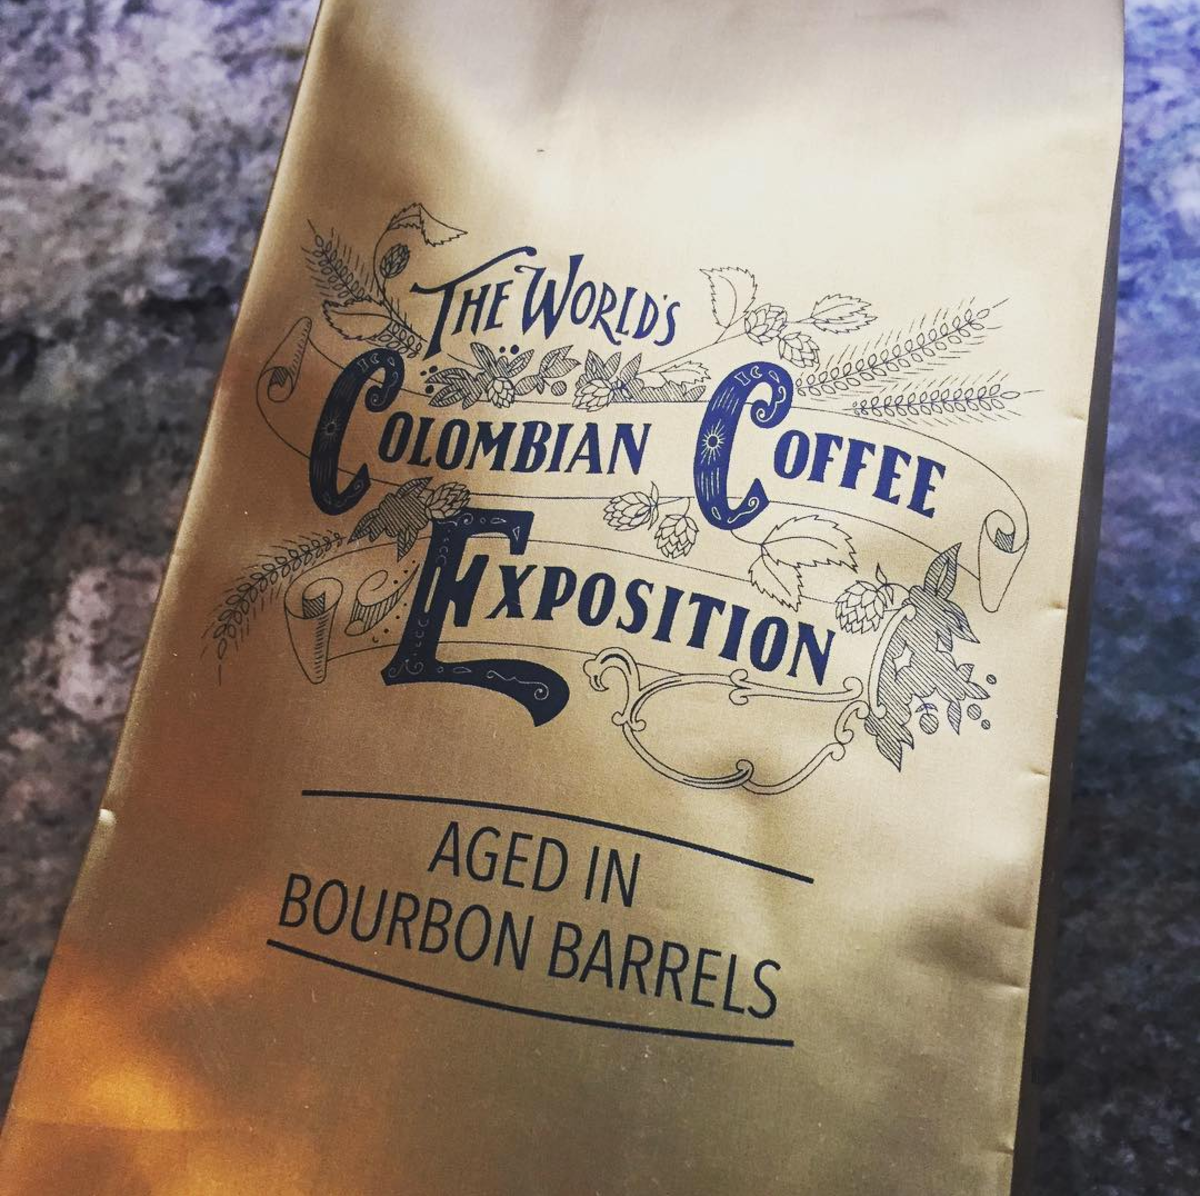 THE WORLD'S
COLOMBIAN COFFEE
EXPOSITION
AGED IN
BOURBON BARRELS